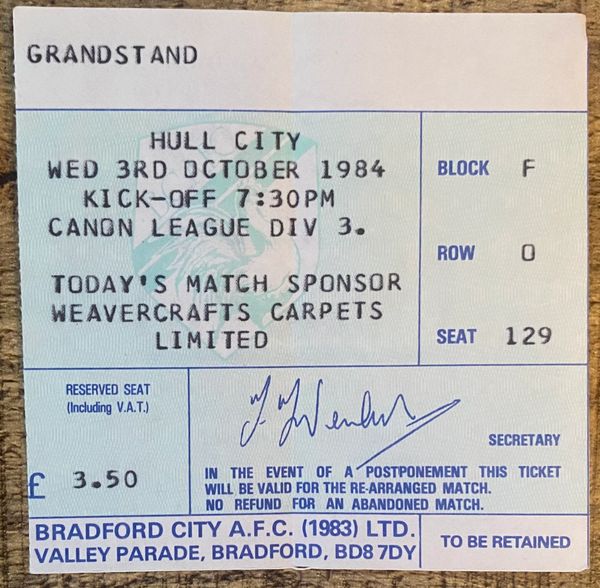 GRANDSTAND
HULL CITY
WED 3RD OCTOBER 1984
KICK-OFF 7:30PM
CANON LEAGUE DIV 3.
TODAY'S MATCH SPONSOR
WEAVERCRAFTS CARPETS
LIMITED
BLOCK F
ROW O
SEAT 129
RESERVED SEAT
(Including V.A.T.)
£ 3.50
SECRETARY
IN THE EVENT OF A POSTPONEMENT THIS TICKET
WILL BE VALID FOR THE RE-ARRANGED MATCH.
NO REFUND FOR AN ABANDONED MATCH.
BRADFORD CITY A.F.C. (1983) LTD.
VALLEY PARADE, BRADFORD, BD8 7DY
TO BE RETAINED